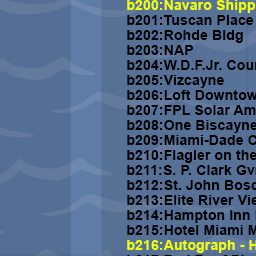 b200:Navaro Shipp
b201:Tuscan Place
b202:Rohde Bldg
b203:NAP
b204:W.D.F.Jr. Cou
b205:Vizcayne
b206:Loft Downtow
b207:FPL Solar Am
b208:One Biscayne
b209:Miami-Dade C
b210:Flagler on the
b211:S. P. Clark Gv
b212:St. John Bosc
b213:Elite River Vie
b214:Hampton Inn
b215:Hotel Miami M
b216:Autograph - H